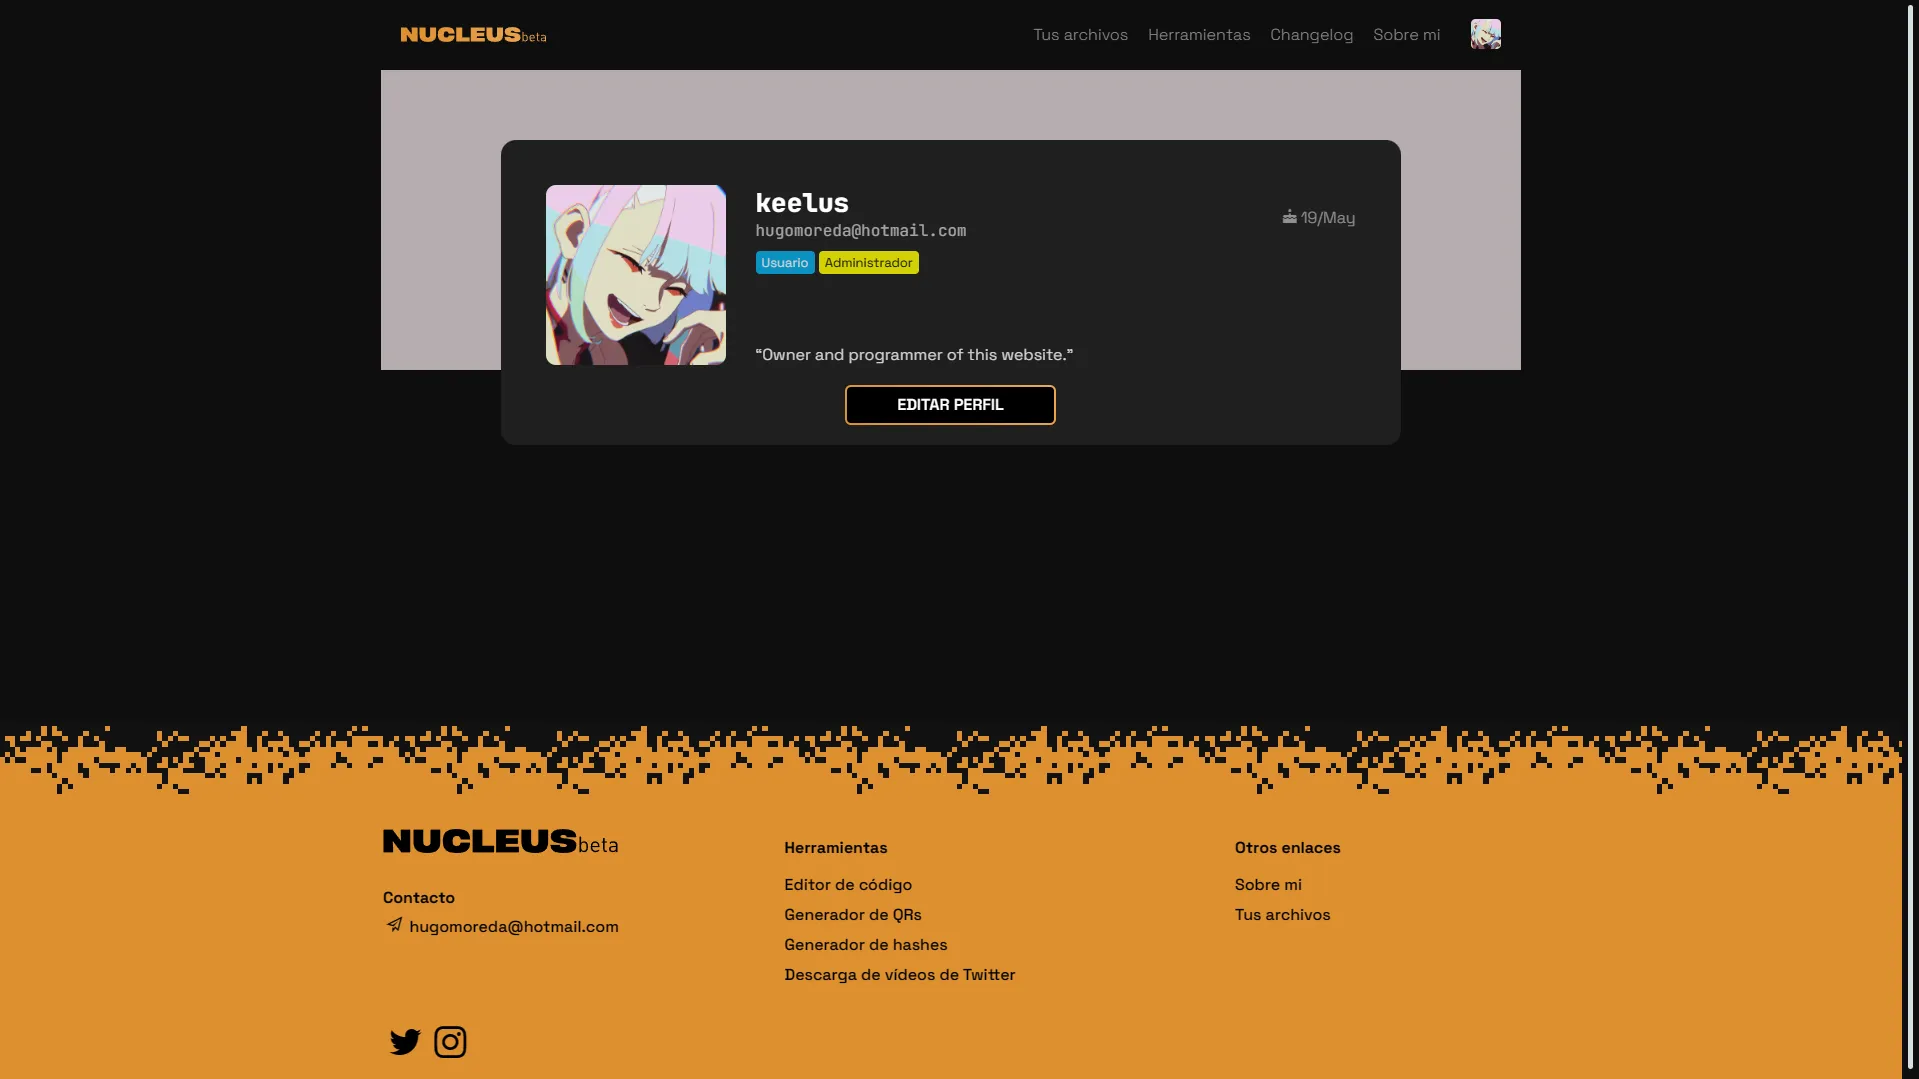 NUCLEUSbeta
Tus archivos Herramientas Changelog Sobre mi
keelus
hugomoreda@hotmail.com
19/May
Usuario Administrador
“Owner and programmer of this website.”
EDITAR PERFIL
NUCLEUSbeta
Contacto
hugomoreda@hotmail.com
Herramientas
Editor de código
Generador de QRs
Generador de hashes
Descarga de vídeos de Twitter
Otros enlaces
Sobre mi
Tus archivos